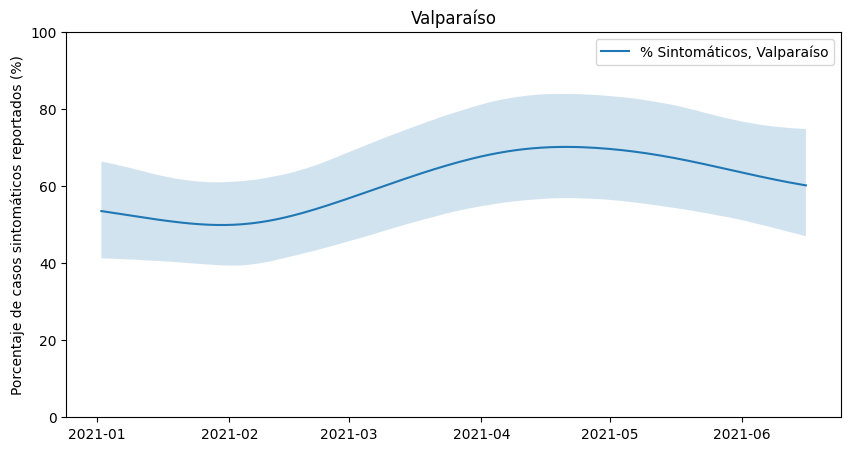 Valparaíso
% Sintomáticos, Valparaíso
Porcentaje de casos sintomáticos reportados (%)
100
80
60
40
20
0
2021-01 2021-02 2021-03 2021-04 2021-05 2021-06